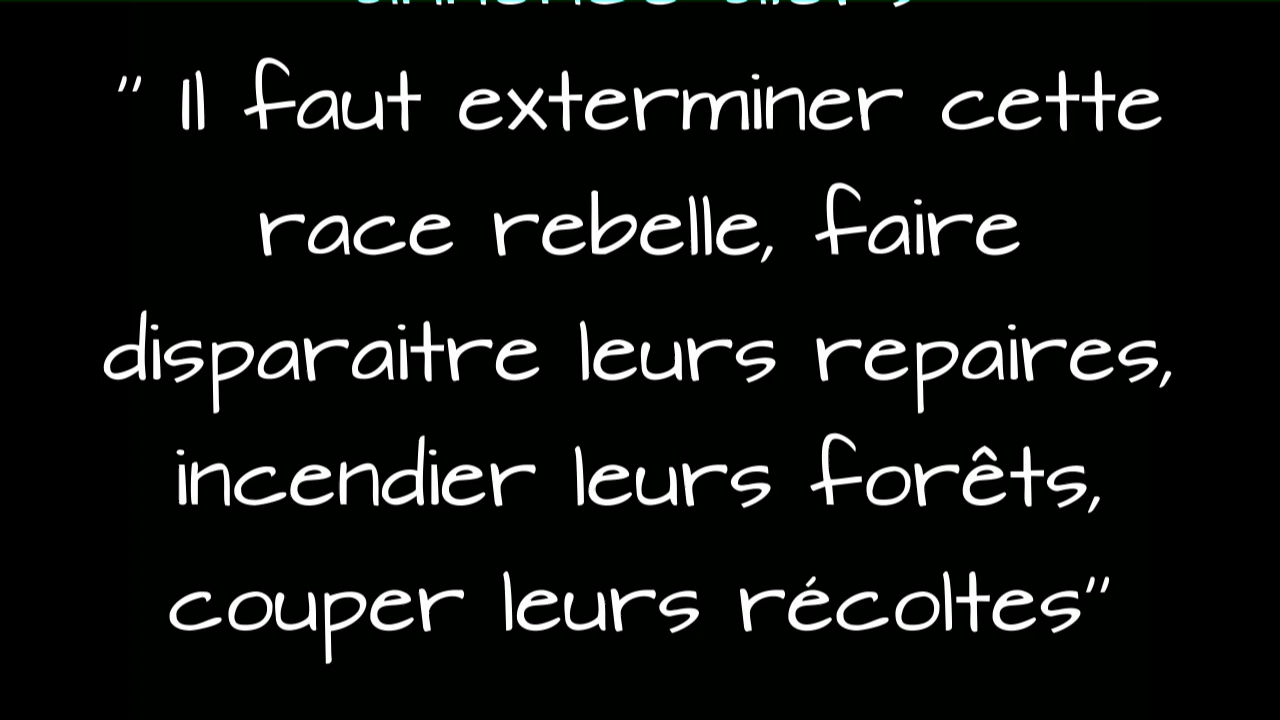 " Il faut exterminer cette
race rebelle, faire
disparaitre leurs repaires,
incendier leurs forêts,
couper leurs récoltes"